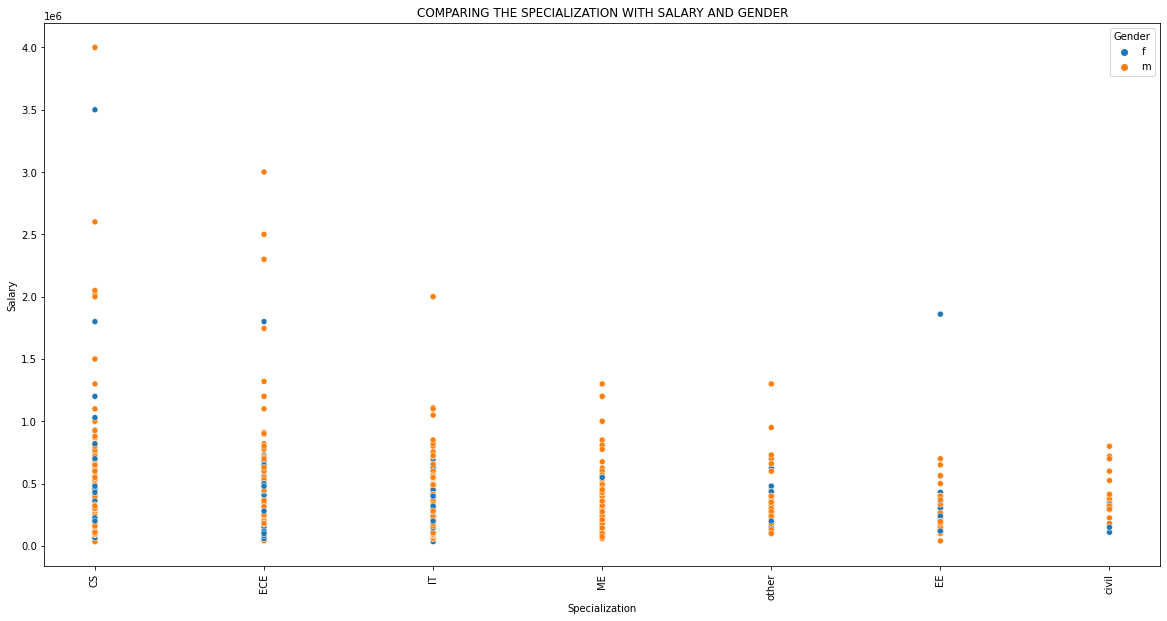 COMPARING THE SPECIALIZATION WITH SALARY AND GENDER
1e6
Gender
f
m
4.0
3.5
3.0
2.5
2.0
1.5
1.0
0.5
0.0
Salary
CS
ECE
IT
ME
other
EE
civil
Specialization